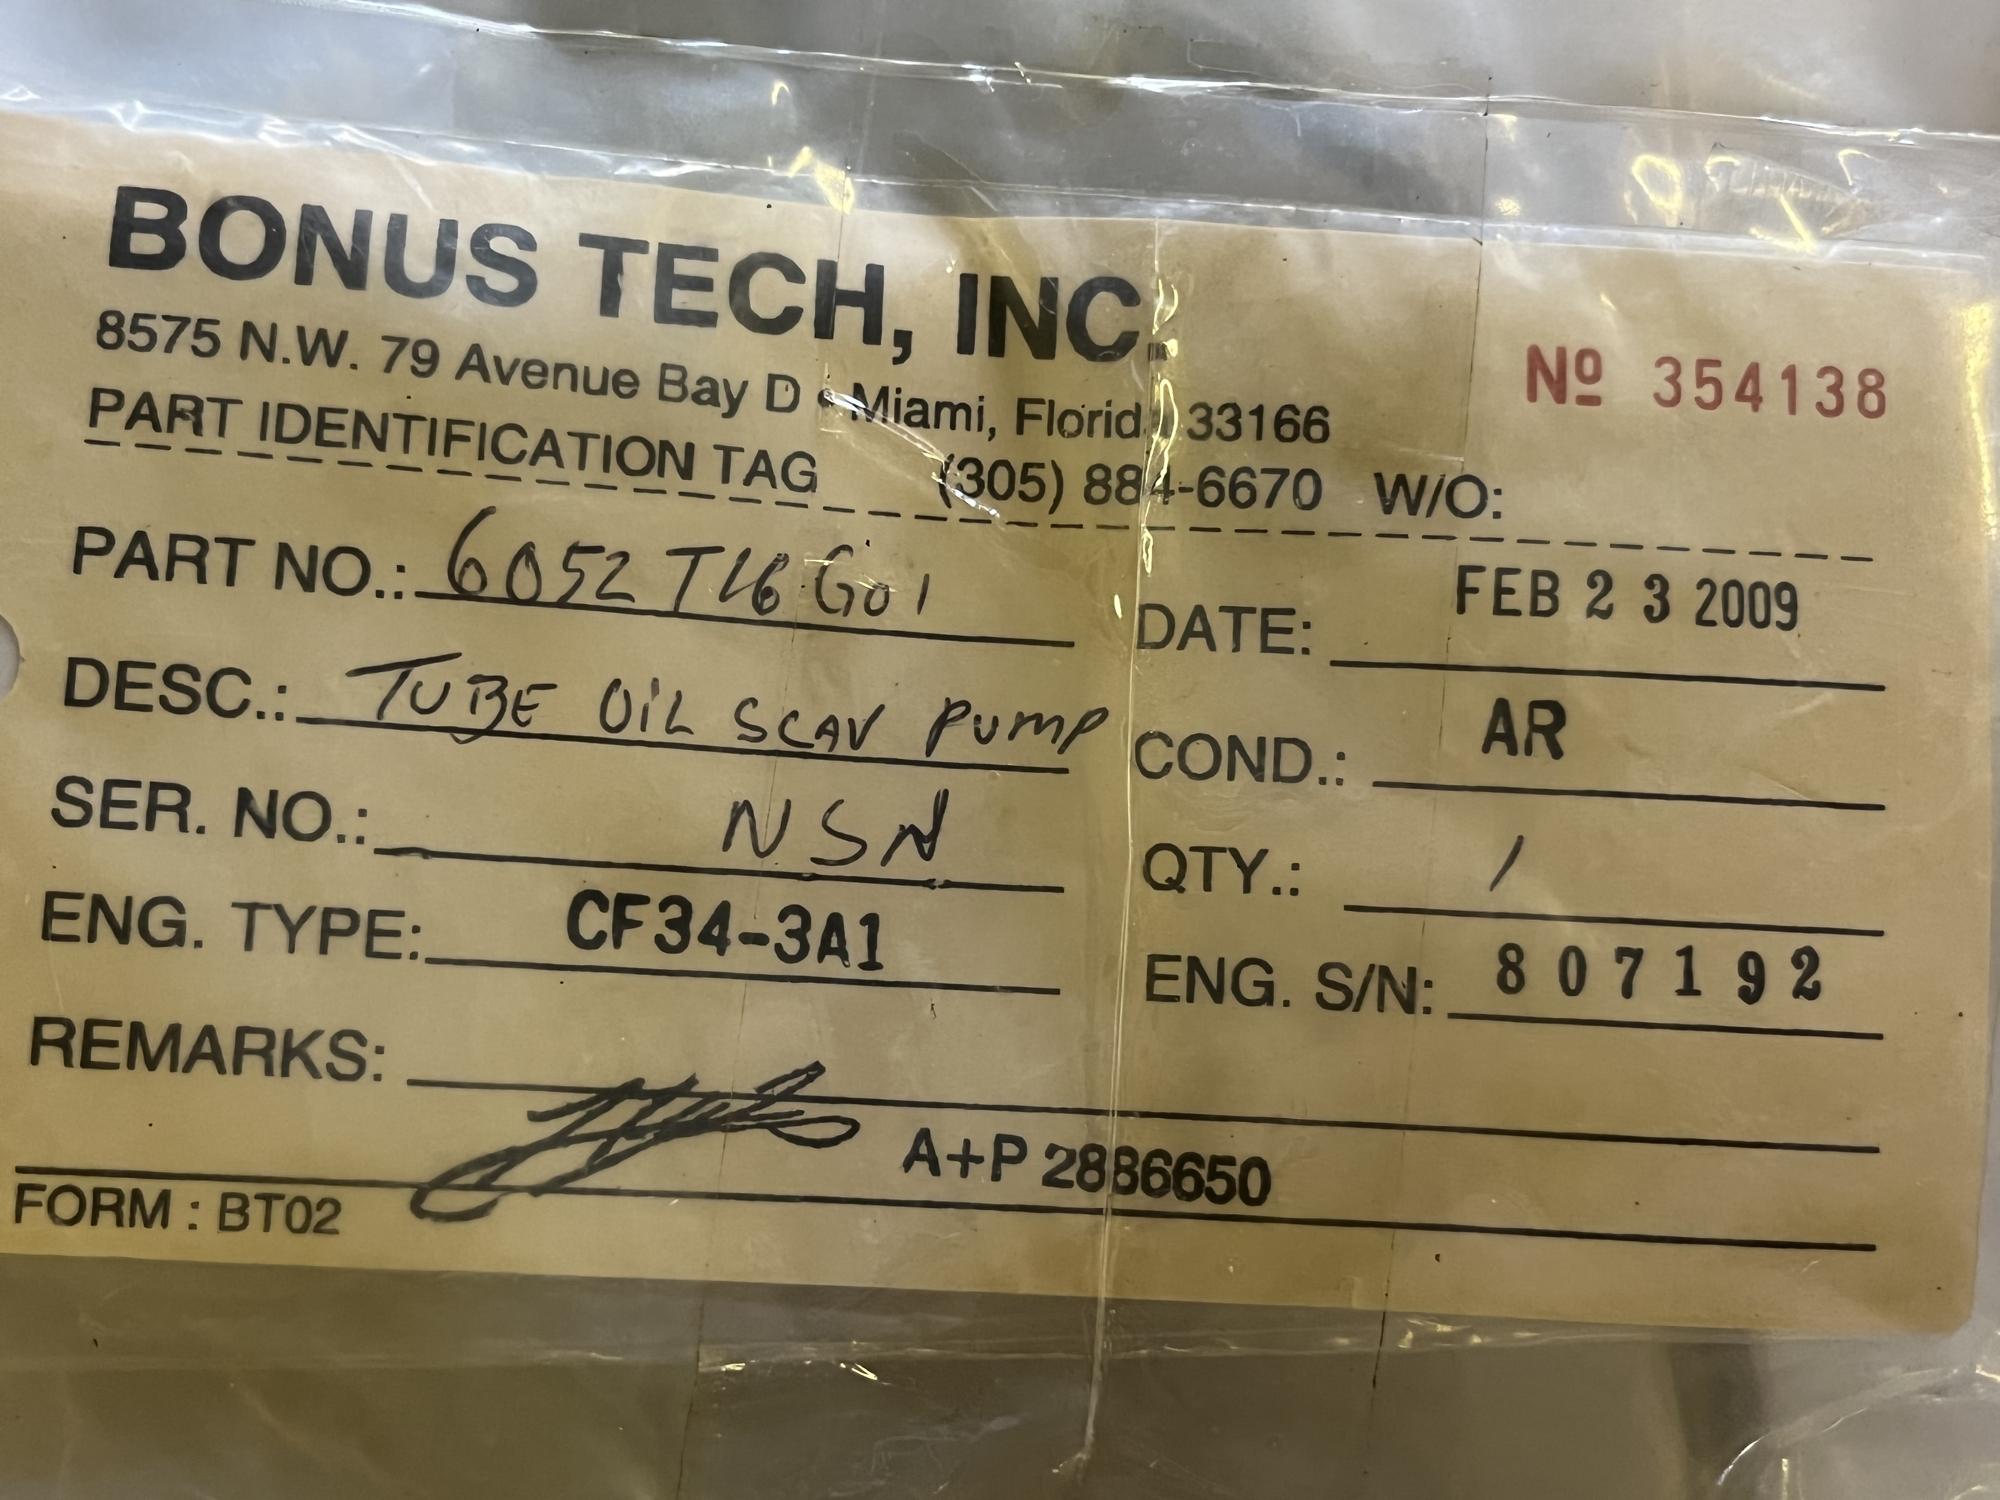 BONUS TECH, INC.
8575 N.W. 79 Avenue Bay D • Miami, Florida 33166
Nº 354138
PART IDENTIFICATION TAG (305) 884-6670 W/O:
PART NO.: 6052T16G01
DATE: FEB 23 2009
DESC.: TUBE OIL SCAV PUMP
COND.: AR
SER. NO.: NSN
QTY.: 1
ENG. TYPE: CF34-3A1
ENG. S/N: 807192
REMARKS:
A+P 2886650
FORM : BT02